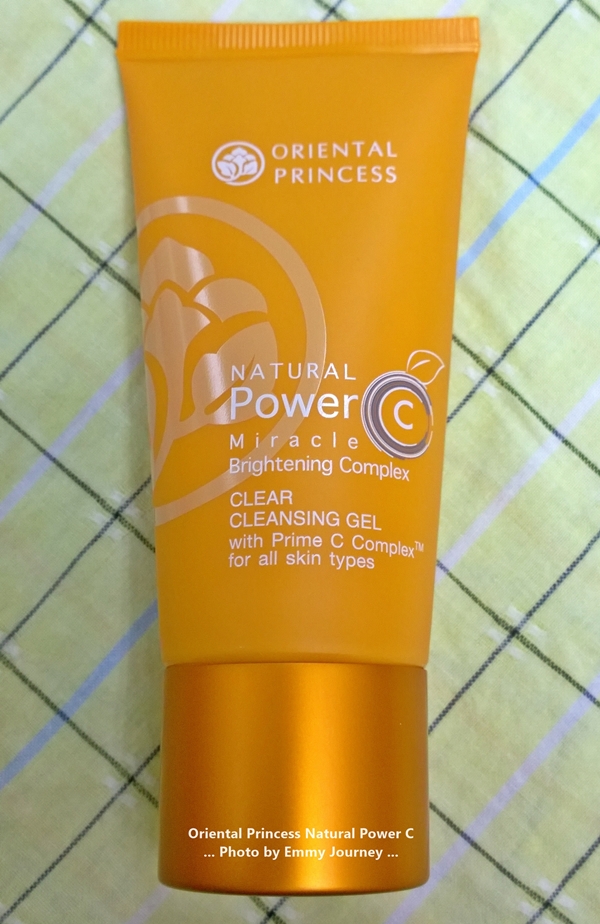 ORIENTAL
PRINCESS
NATURAL
Power C
Miracle
Brightening Complex
CLEAR
CLEANSING GEL
with Prime C Complex™
for all skin types
Oriental Princess Natural Power C
... Photo by Emmy Journey ...